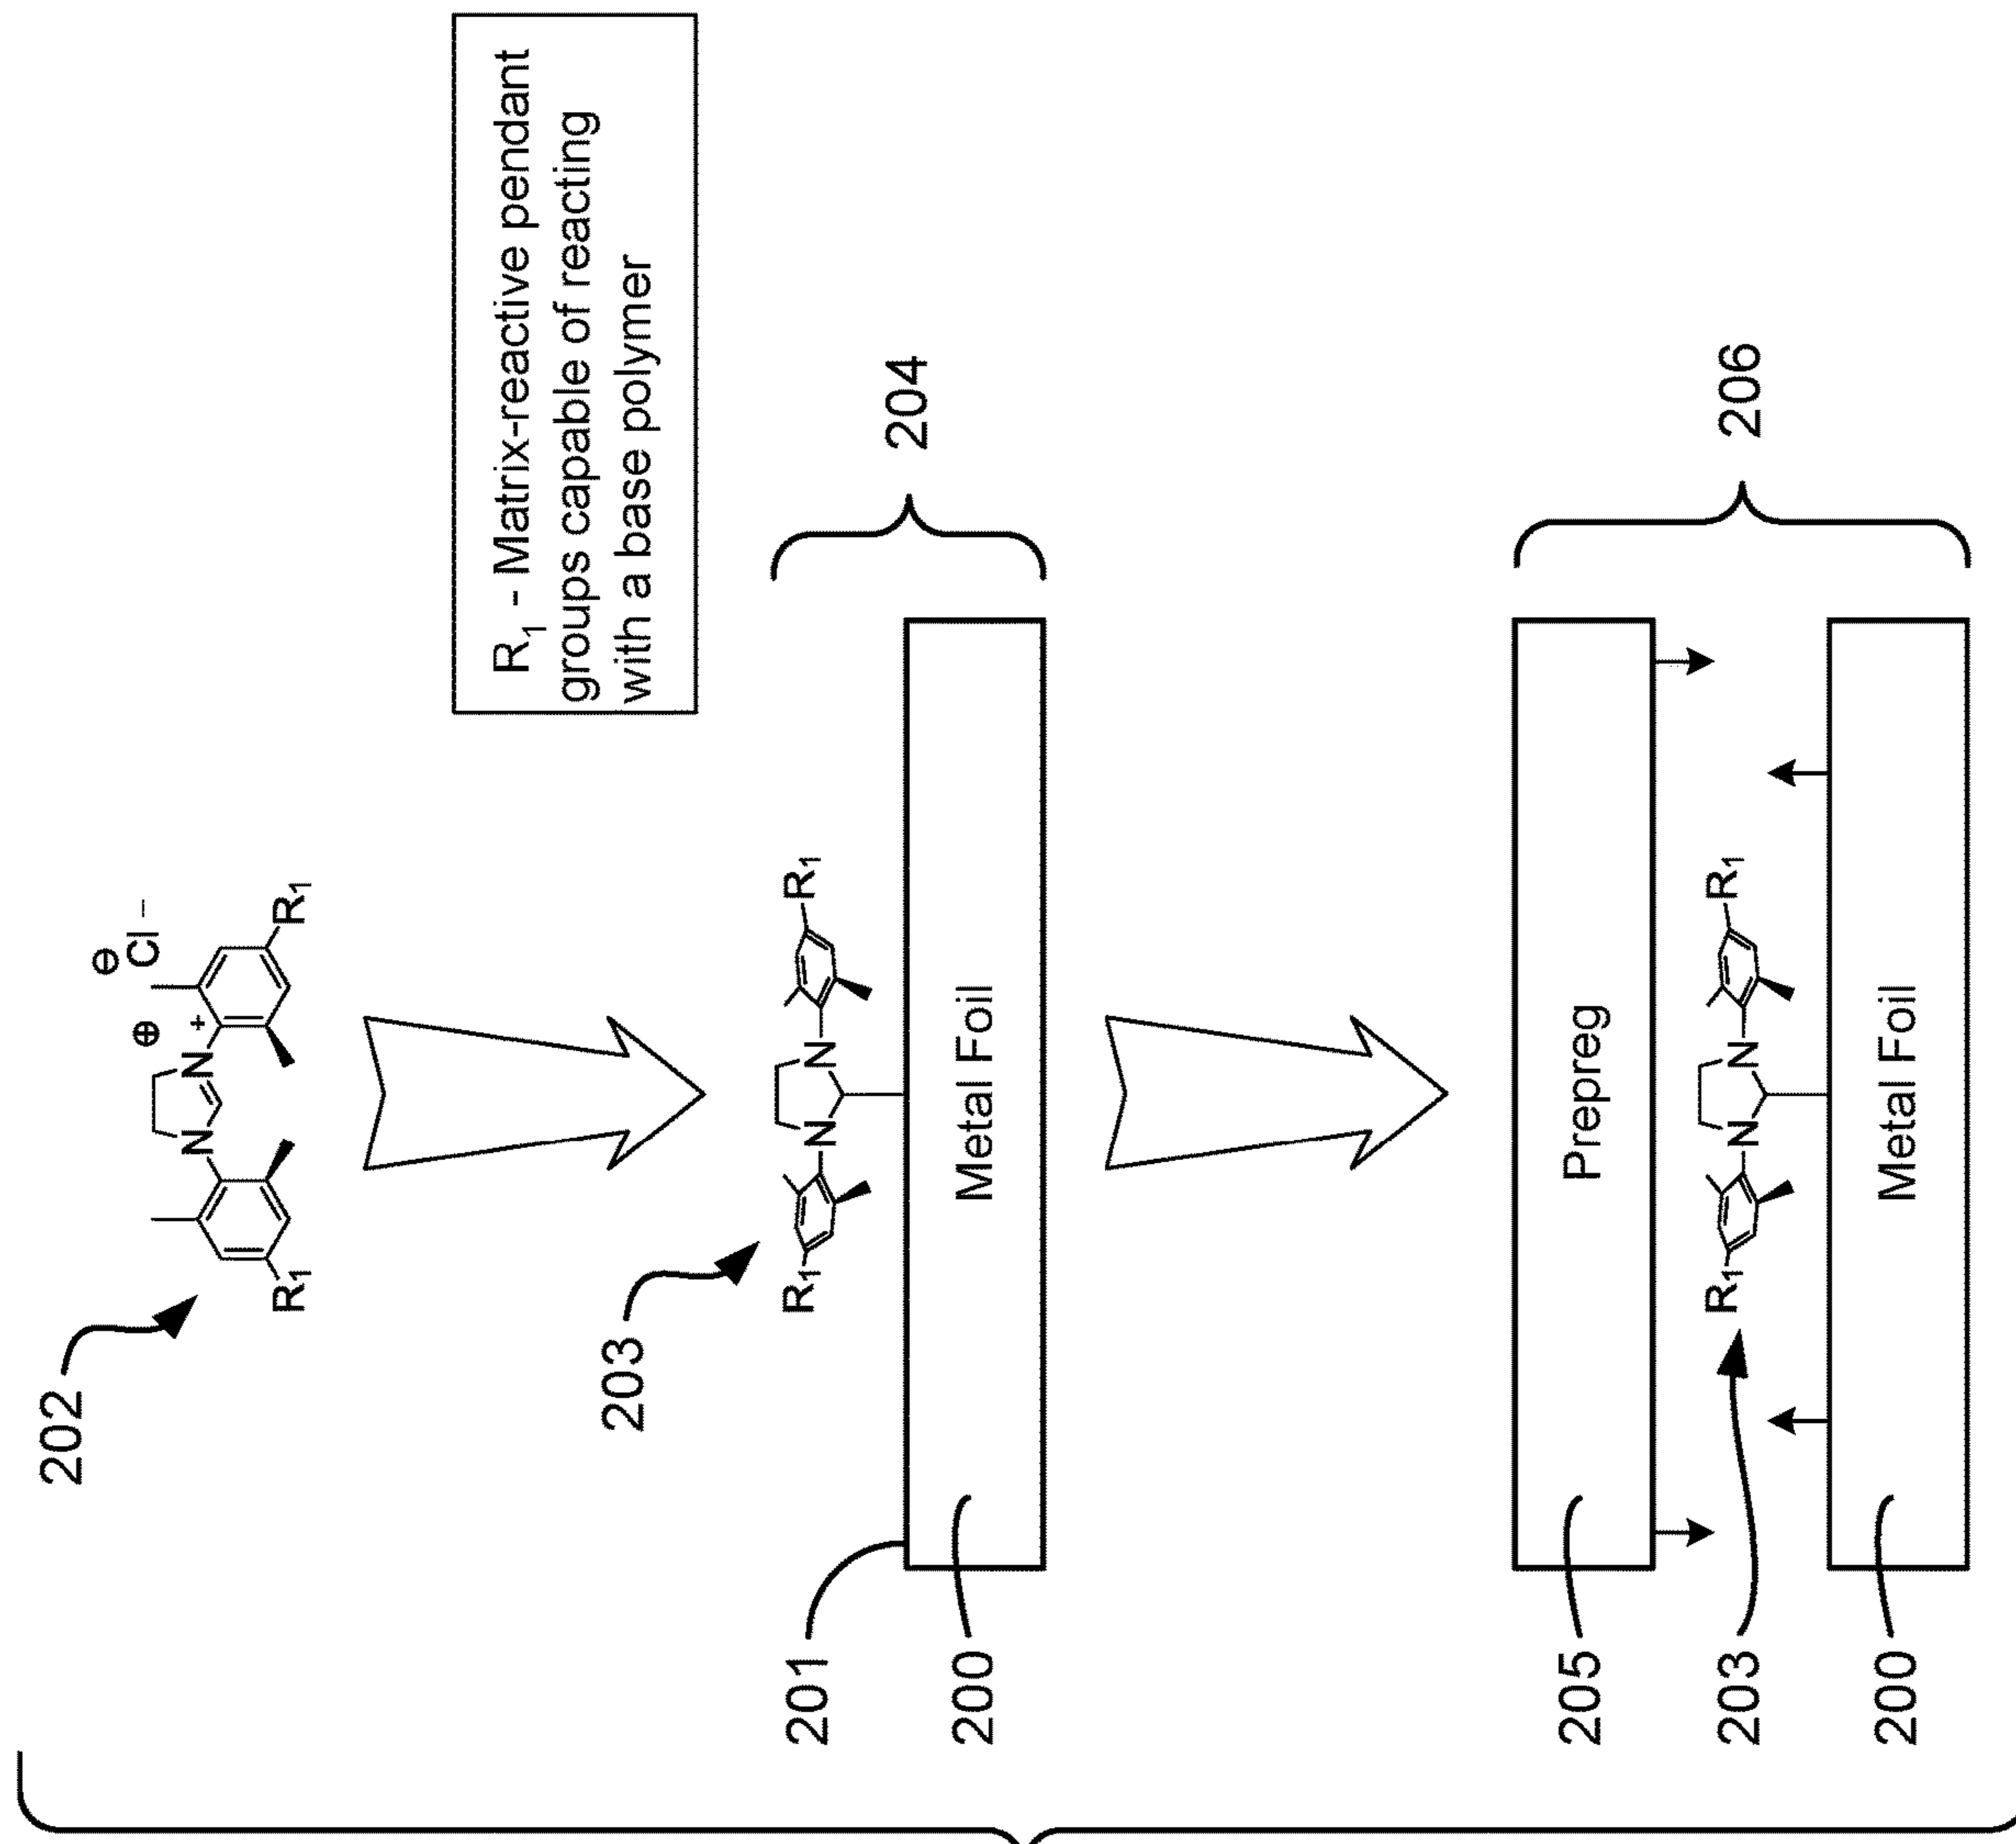 202
N
N
+
⊕
⊖
Cl –
R1
R1
R1 - Matrix-reactive pendant
groups capable of reacting
with a base polymer
203
R1
N
N
R1
201
200
Metal Foil
204
205
Prepreg
203
R1
N
N
R1
206
200
Metal Foil